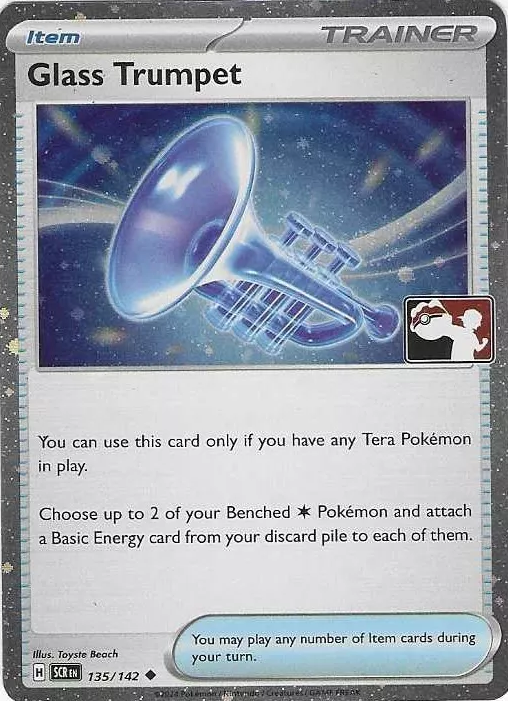 Item
TRAINER
Glass Trumpet
You can use this card only if you have any Tera Pokémon
in play.
Choose up to 2 of your Benched ✶ Pokémon and attach
a Basic Energy card from your discard pile to each of them.
Illus. Toyste Beach
You may play any number of Item cards during
your turn.
H SCR EN 135/142 ◆
©2024 Pokémon / Nintendo / Creatures / GAME FREAK